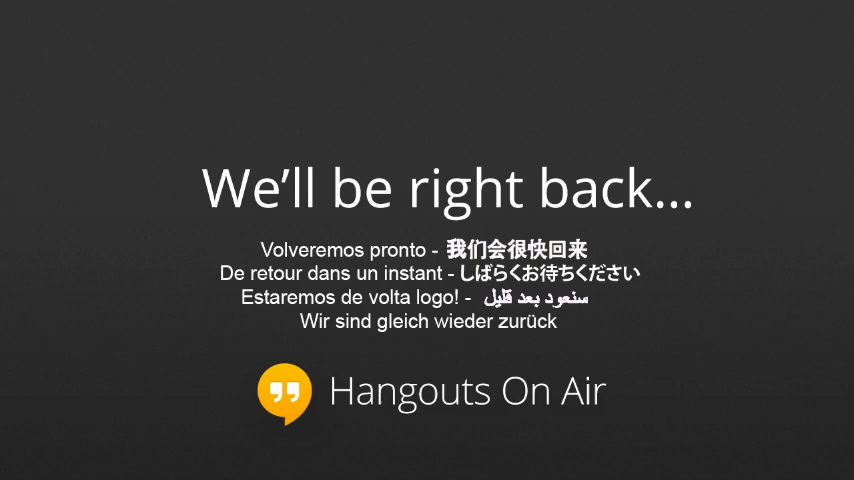 We'll be right back...
Volveremos pronto - 我们会很快回来
De retour dans un instant - しばらくお待ちください
Estaremos de volta logo! - سنعود بعد قليل
Wir sind gleich wieder zurück
Hangouts On Air